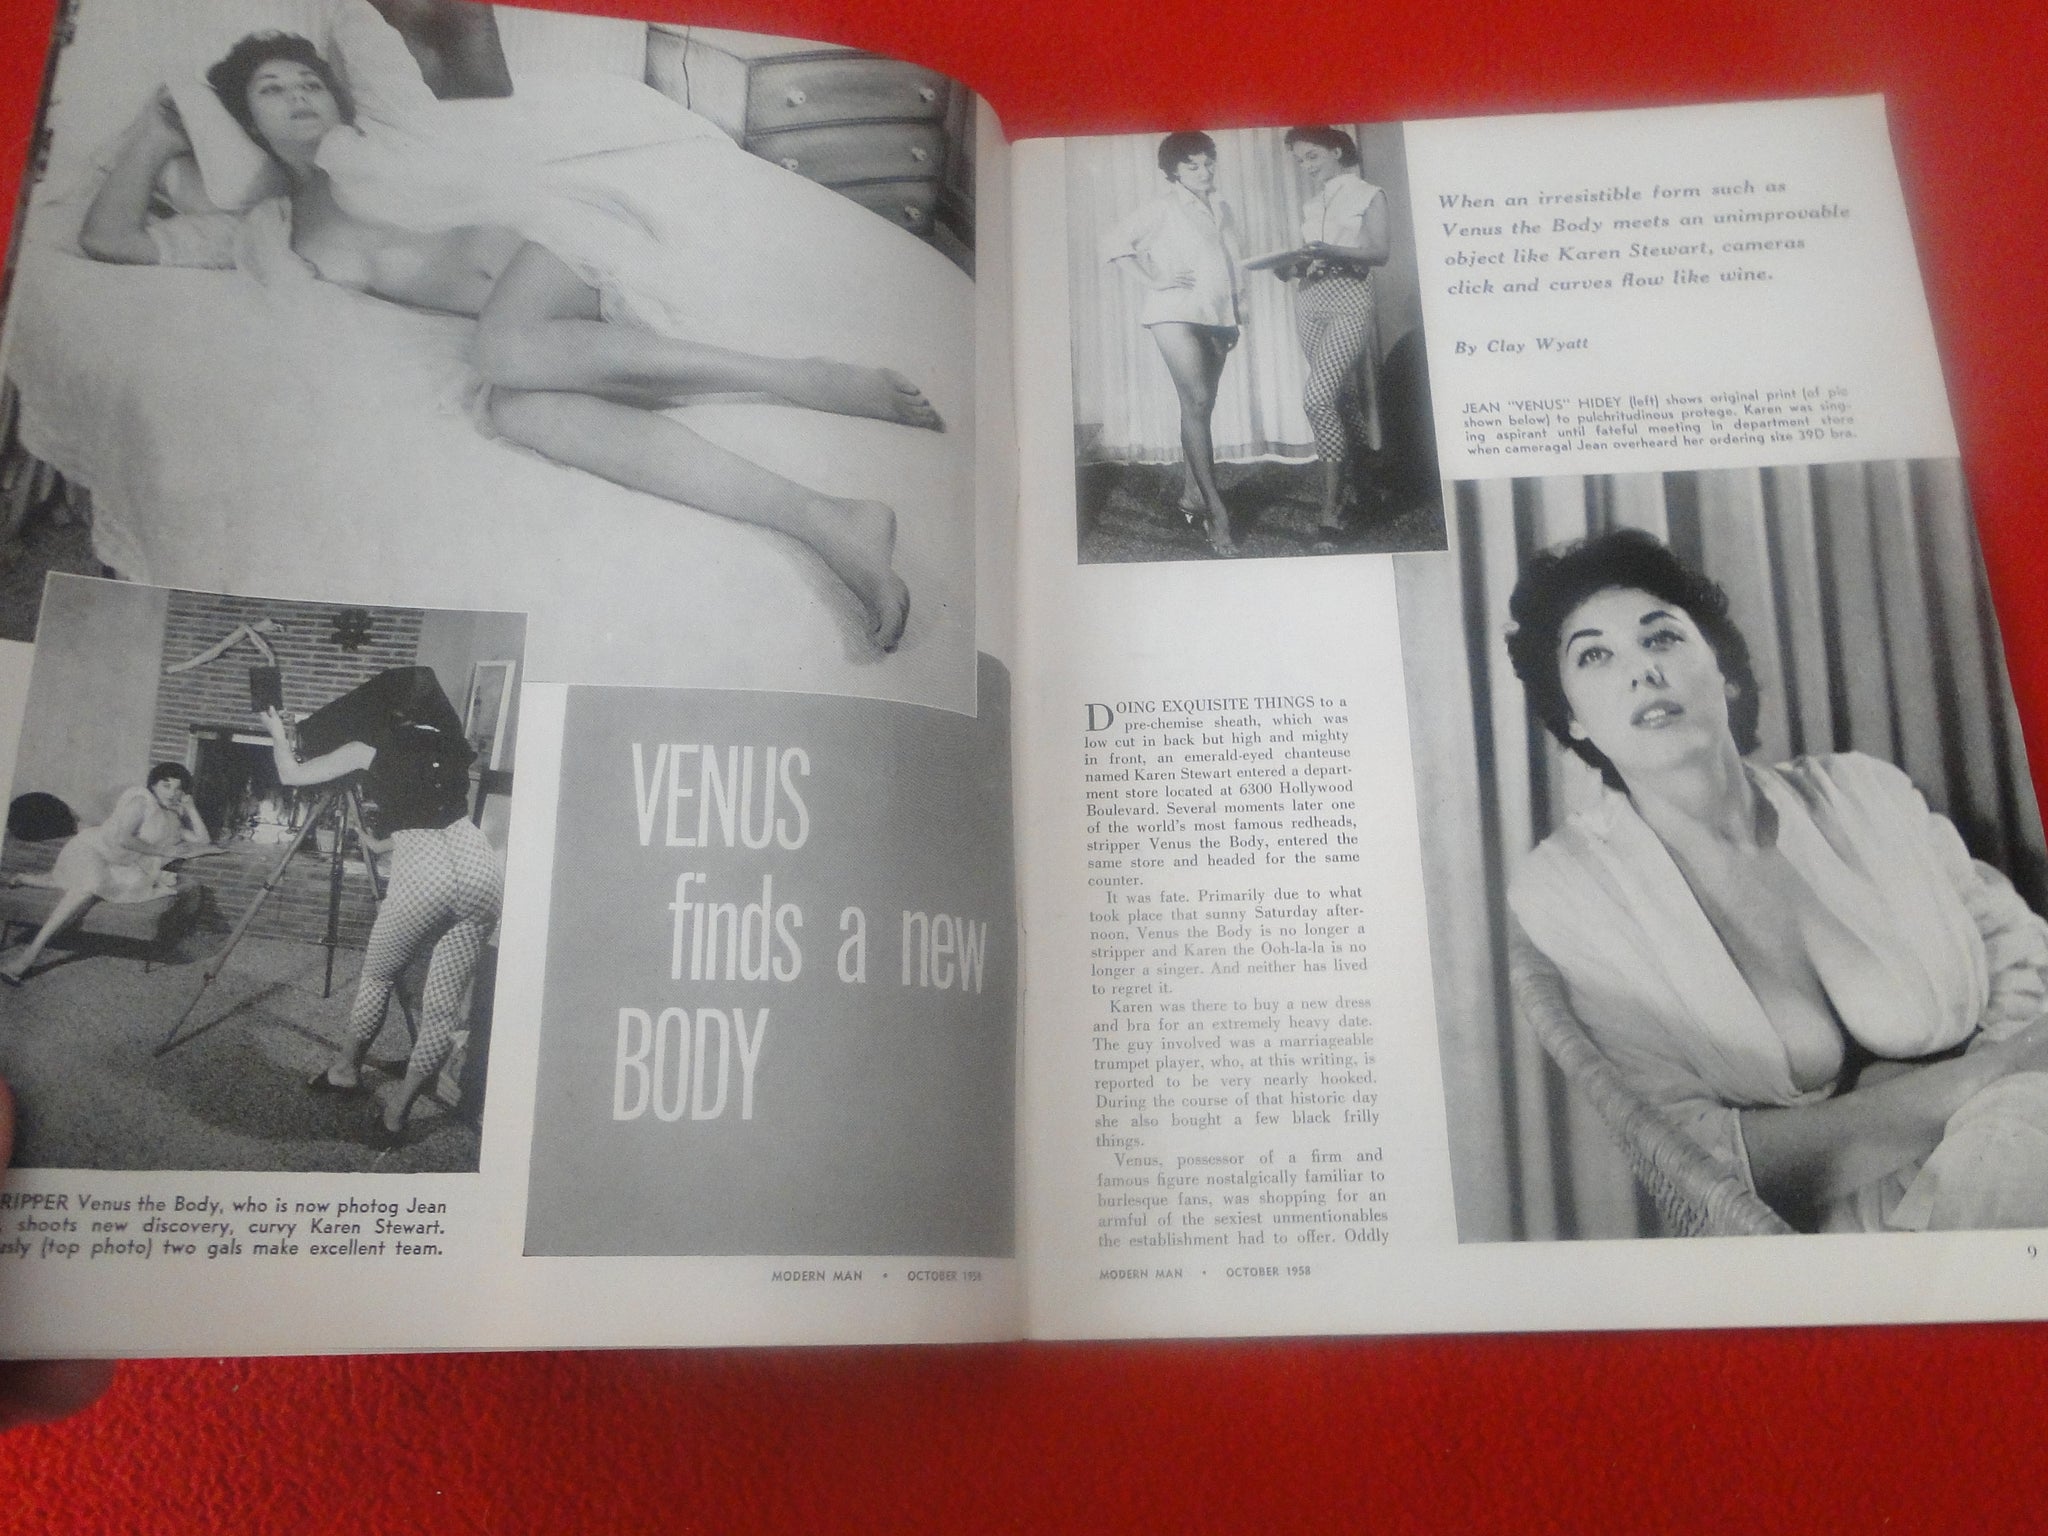 VENUS
finds a new
BODY
RIPPER Venus the Body, who is now photog Jean
shoots new discovery, curvy Karen Stewart.
(top photo) two gals make excellent team.
MODERN MAN • OCTOBER 1958
When an irresistible form such as
Venus the Body meets an unimprovable
object like Karen Stewart, cameras
click and curves flow like wine.
By Clay Wyatt
JEAN "VENUS" HIDEY (left) shows original print (of pic
shown below) to pulchritudinous protege. Karen was sing-
ing aspirant until fateful meeting in department store
when cameragal Jean overheard her ordering size 39D bra.
DOING EXQUISITE THINGS to a
pre-chemise sheath, which was
low cut in back but high and mighty
in front, an emerald-eyed chanteuse
named Karen Stewart entered a depart-
ment store located at 6300 Hollywood
Boulevard. Several moments later one
of the world's most famous redheads,
stripper Venus the Body, entered the
same store and headed for the same
counter.
It was fate. Primarily due to what
took place that sunny Saturday after-
noon, Venus the Body is no longer a
stripper and Karen the Ooh-la-la is no
longer a singer. And neither has lived
to regret it.
Karen was there to buy a new dress
and bra for an extremely heavy date.
The guy involved was a marriageable
trumpet player, who, at this writing, is
reported to be very nearly hooked.
During the course of that historic day
she also bought a few black frilly
things.
Venus, possessor of a firm and
famous figure nostalgically familiar to
burlesque fans, was shopping for an
armful of the sexiest unmentionables
the establishment had to offer. Oddly
MODERN MAN • OCTOBER 1958
9